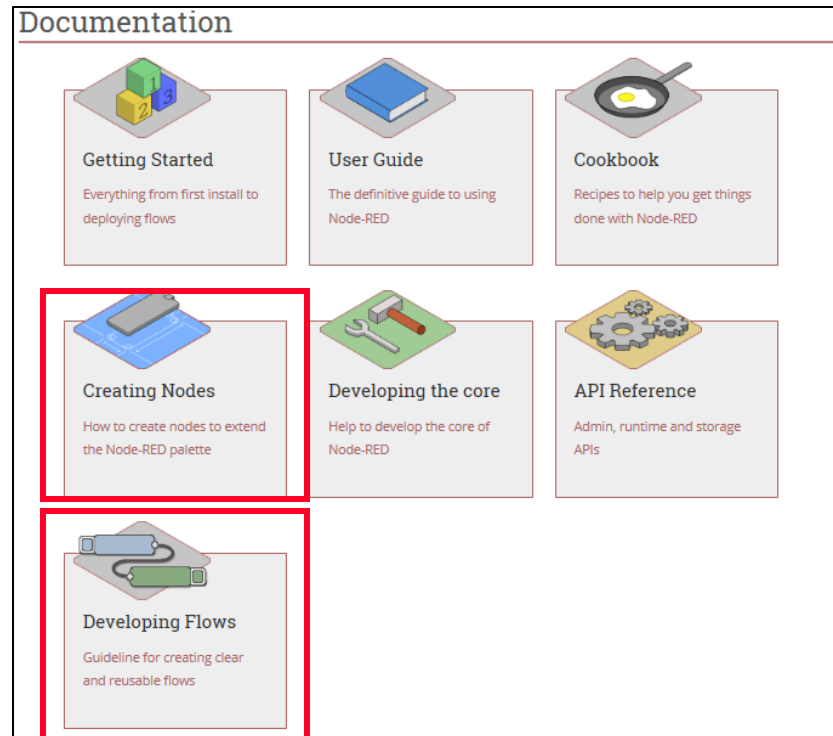 Documentation
1
2
3
Getting Started
Everything from first install to
deploying flows
User Guide
The definitive guide to using
Node-RED
Cookbook
Recipes to help you get things
done with Node-RED
Creating Nodes
How to create nodes to extend
the Node-RED palette
Developing the core
Help to develop the core of
Node-RED
API Reference
Admin, runtime and storage
APIs
Developing Flows
Guideline for creating clear
and reusable flows